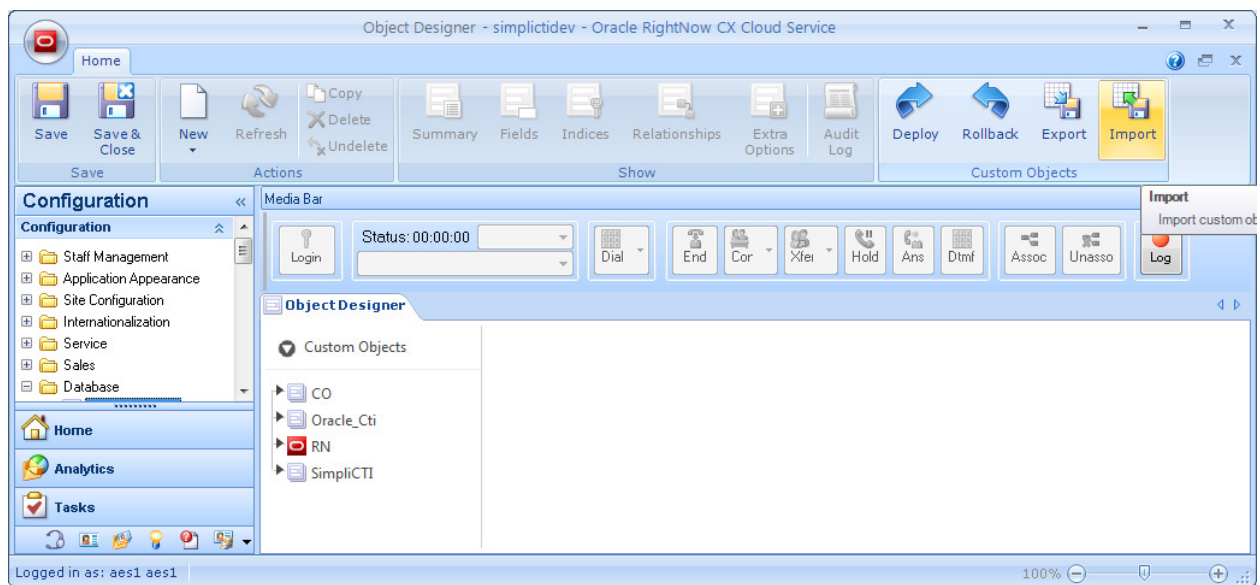 Object Designer - simplictidev - Oracle RightNow CX Cloud Service
Home
Save
Save & Close
New
Refresh
Copy
Delete
Undelete
Summary
Fields
Indices
Relationships
Extra Options
Audit Log
Deploy
Rollback
Export
Import
Save
Actions
Show
Custom Objects
Configuration
Configuration
Staff Management
Application Appearance
Site Configuration
Internationalization
Service
Sales
Database
Home
Analytics
Tasks
Media Bar
Login
Status: 00:00:00
Dial
End
Cor
Xfei
Hold
Ans
Dtmf
Assoc
Unasso
Log
Import
Import custom ob
Object Designer
Custom Objects
CO
Oracle_Cti
RN
SimpliCTI
Logged in as: aes1 aes1
100%